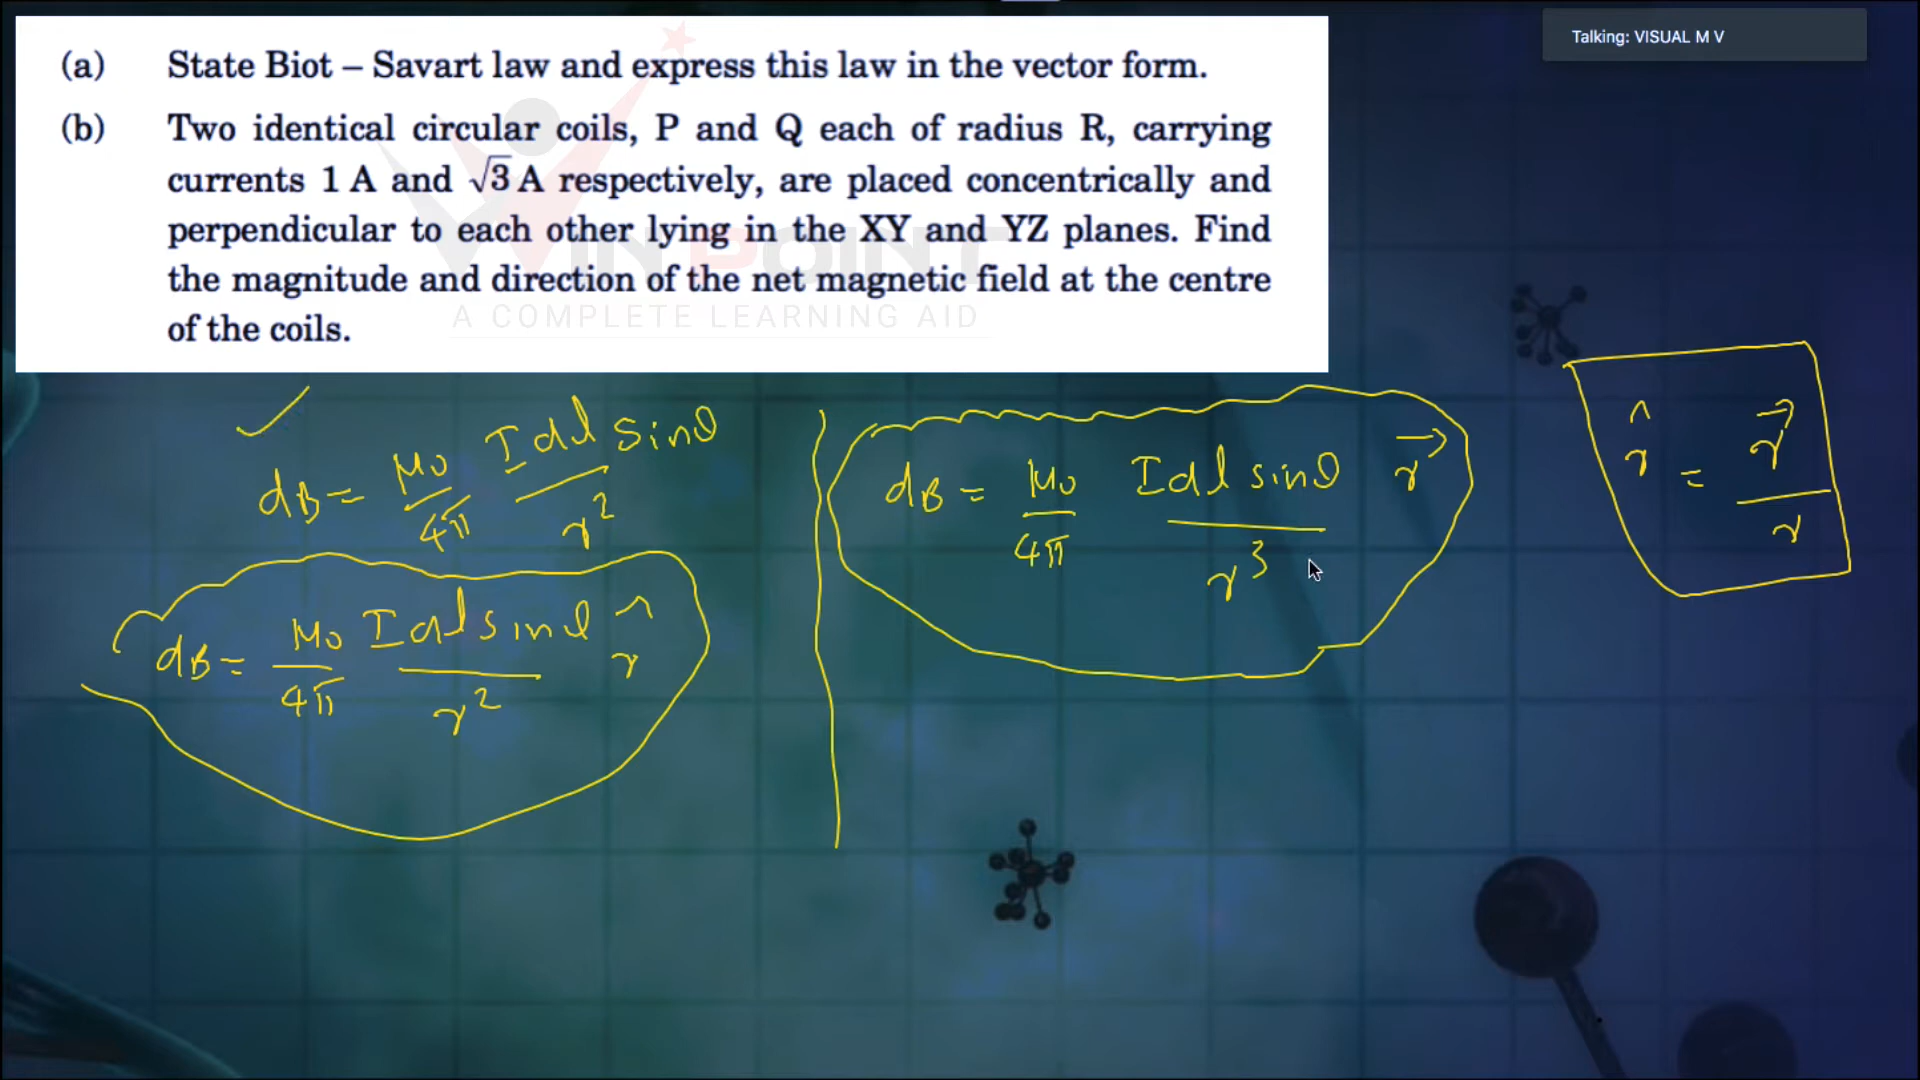 Talking: VISUAL M V
(a) State Biot – Savart law and express this law in the vector form.
(b) Two identical circular coils, P and Q each of radius R, carrying
currents 1 A and √3 A respectively, are placed concentrically and
perpendicular to each other lying in the XY and YZ planes. Find
the magnitude and direction of the net magnetic field at the centre
of the coils.
WINPOINT
A COMPLETE LEARNING AID
dB = μ0/4π Idl sinθ/r²
dB = μ0/4π Idl sinθ/r² r̂
dB = μ0/4π Idl sinθ/r³ r⃗
r̂ = r⃗/r